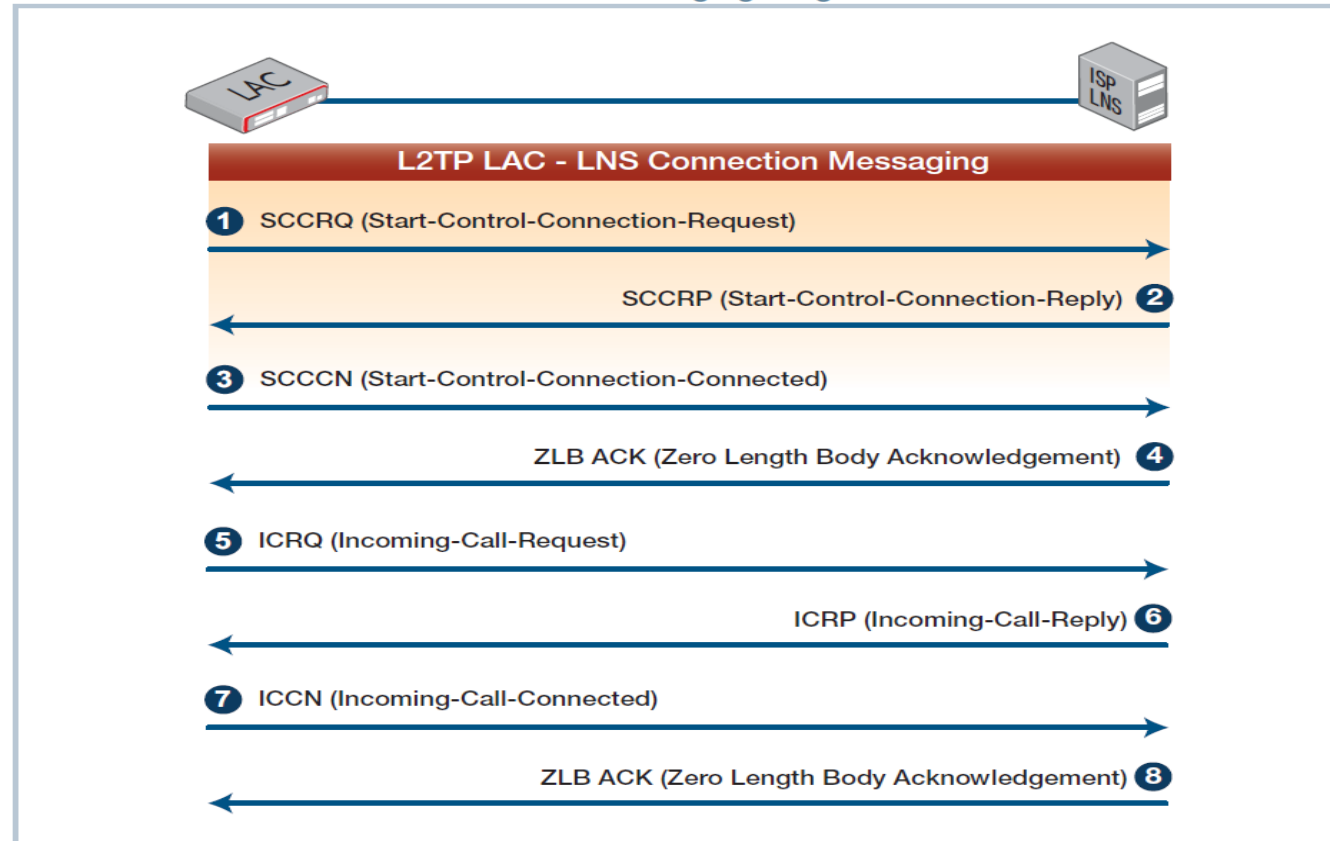 LAC
ISP
LNS
L2TP LAC - LNS Connection Messaging
1 SCCRQ (Start-Control-Connection-Request)
SCCRP (Start-Control-Connection-Reply) 2
3 SCCCN (Start-Control-Connection-Connected)
ZLB ACK (Zero Length Body Acknowledgement) 4
5 ICRQ (Incoming-Call-Request)
ICRP (Incoming-Call-Reply) 6
7 ICCN (Incoming-Call-Connected)
ZLB ACK (Zero Length Body Acknowledgement) 8